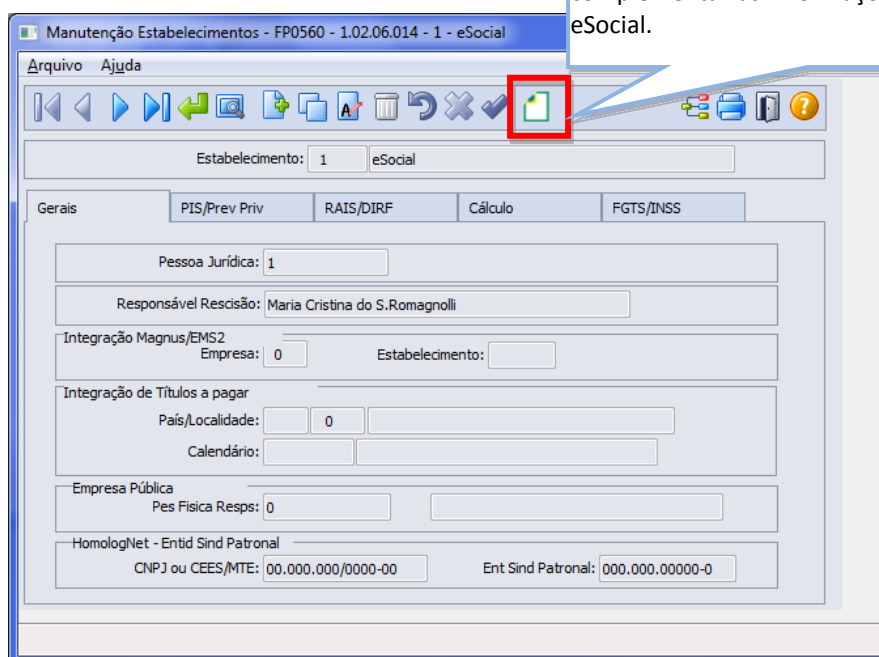 eSocial.
Manutenção Estabelecimentos - FP0560 - 1.02.06.014 - 1 - eSocial
Arquivo Ajuda
Estabelecimento: 1 eSocial
Gerais PIS/Prev Priv RAIS/DIRF Cálculo FGTS/INSS
Pessoa Jurídica: 1
Responsável Rescisão: Maria Cristina do S.Romagnolli
Integração Magnus/EMS2
Empresa: 0 Estabelecimento:
Integração de Títulos a pagar
País/Localidade: 0
Calendário:
Empresa Pública
Pes Fisica Resps: 0
HomologNet - Entid Sind Patronal
CNPJ ou CEES/MTE: 00.000.000/0000-00 Ent Sind Patronal: 000.000.00000-0